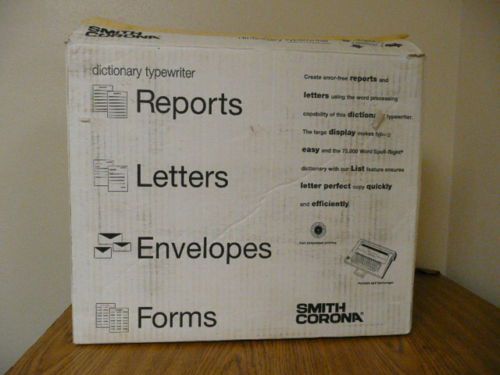 SMITH
CORONA
dictionary typewriter
Reports
Letters
Envelopes
Forms
Create error-free reports and
letters using the word processing
capability of this diction typewriter.
The large display makes
easy and the 75,000 Word Spell-Right®
dictionary with our List feature ensures
letter perfect copy quickly
and efficiently.
SMITH
CORONA®